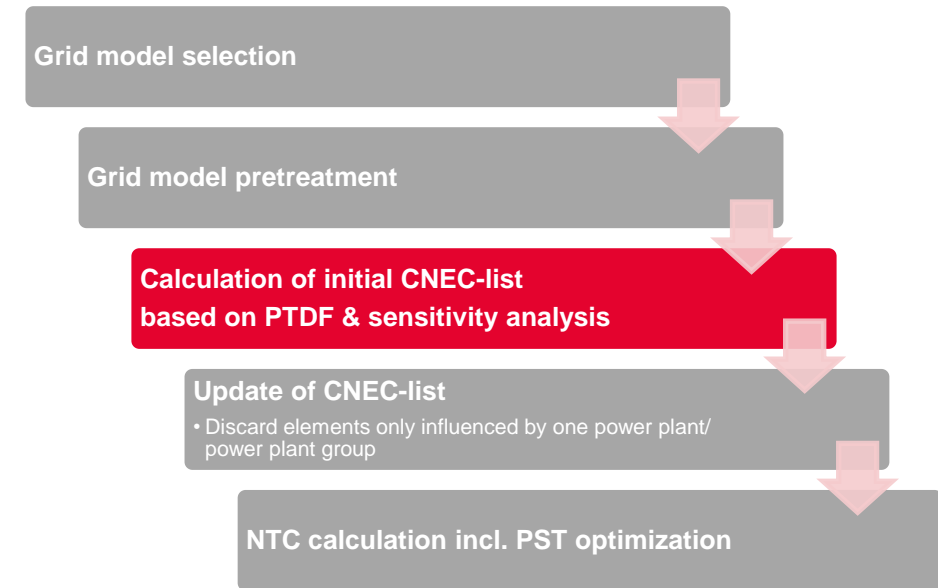 Grid model selection
Grid model pretreatment
Calculation of initial CNEC-list
based on PTDF & sensitivity analysis
Update of CNEC-list
• Discard elements only influenced by one power plant/
power plant group
NTC calculation incl. PST optimization